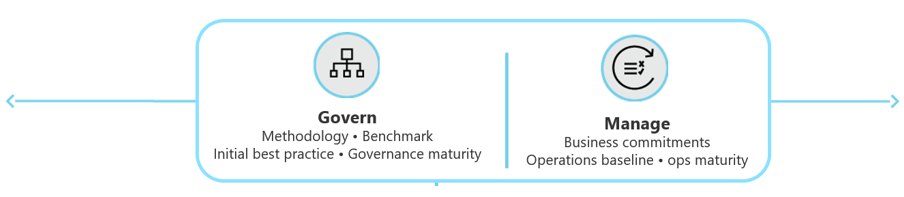 Govern
Methodology • Benchmark
Initial best practice • Governance maturity
Manage
Business commitments
Operations baseline • ops maturity